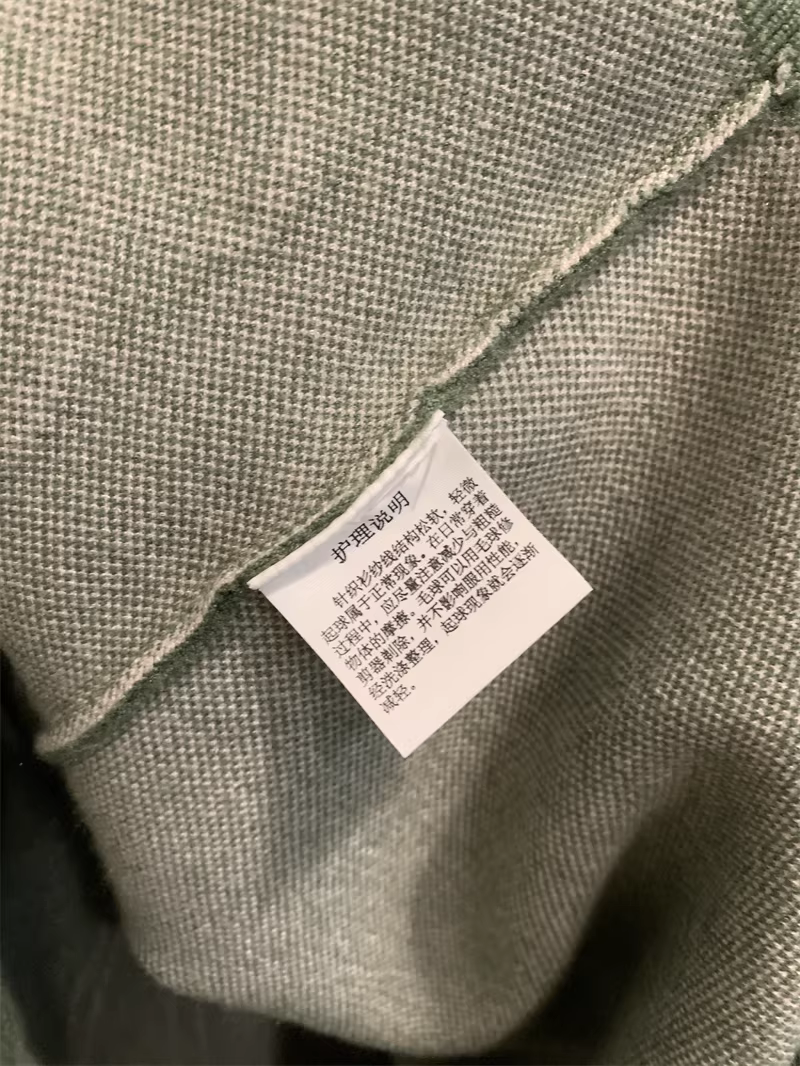 护理说明
针织衫纱线结构松软，轻微
起球属于正常现象。在日常穿着
过程中，应尽量注意减少与粗糙
物体的摩擦。毛球可以用毛球修
剪器剃除，并不影响服用性能，
经洗涤整理，起球现象就会逐渐
减轻。